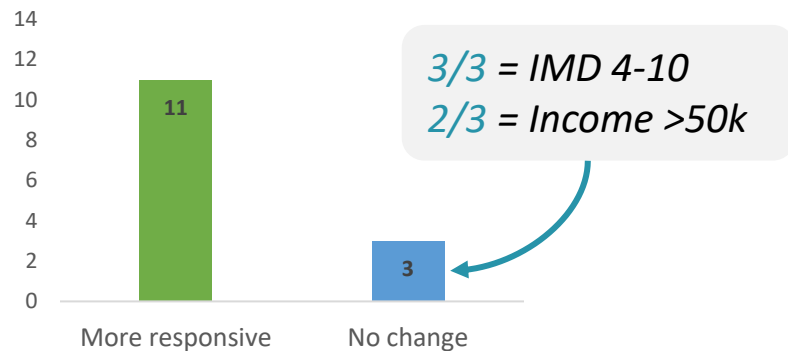 14
12
10
8
6
4
2
0
11
3
3/3 = IMD 4-10
2/3 = Income >50k
More responsive
No change